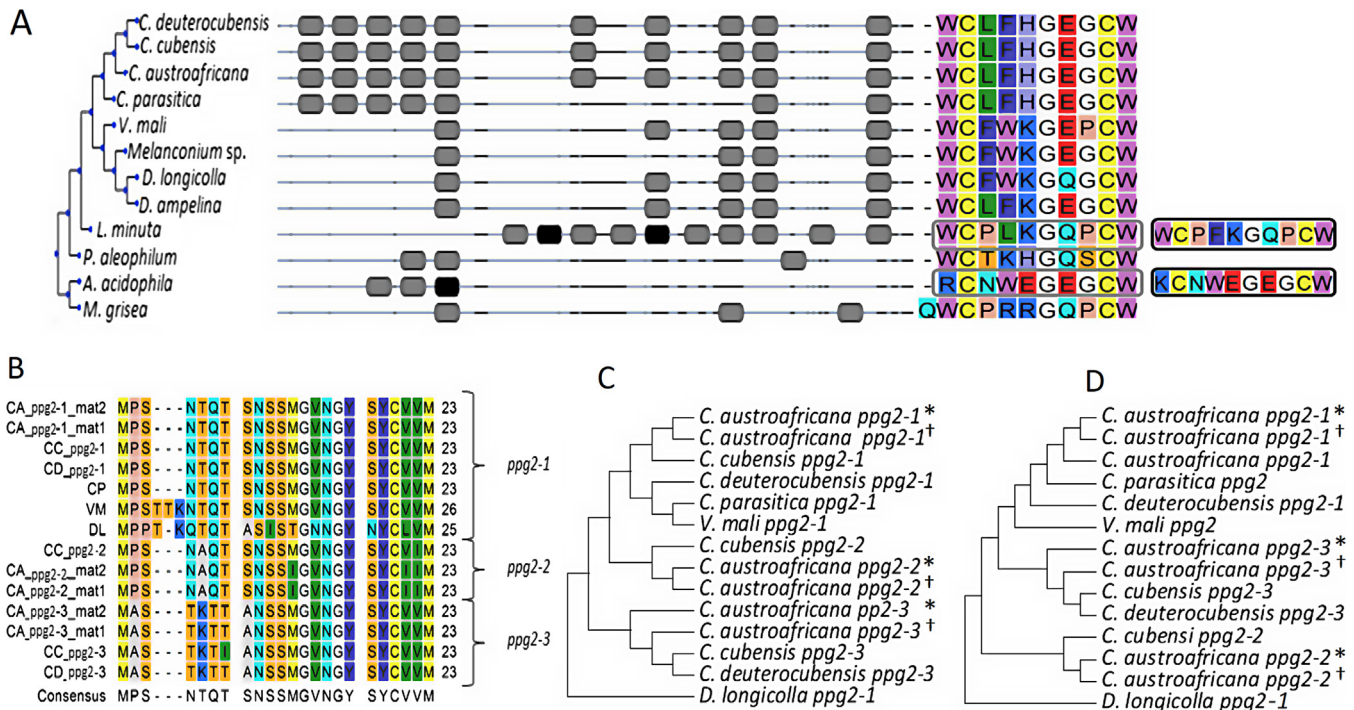 A
C. deuterocubensis - WCLFHGEGCW
C. cubensis - WCLFHGEGCW
C. austroafricana - WCLFHGEGCW
C. parasitica - WCLFHGEGCW
V. mali - WCFWKGEPCW
Melanconium sp. - WCFWKGEGCW
D. longicolla - WCFWKGQGCW
D. ampelina - WCLFKGEGCW
L. minuta - WCPLKGQPCW WCPFKGQPCW
P. aleophilum - WCTKHGQSCW
A. acidophila - RCNWEGEGCW KCNWEGEGCW
M. grisea QWCPRRGQPCW
B
CA_ppg2-1_mat2 MPS---NTQT SNSSMGVNGY SYCVVM 23
CA_ppg2-1_mat1 MPS---NTQT SNSSMGVNGY SYCVVM 23
CC_ppg2-1 MPS---NTQT SNSSMGVNGY SYCVVM 23
CD_ppg2-1 MPS---NTQT SNSSMGVNGY SYCVVM 23
CP MPS---NTQT SNSSMGVNGY SYCVVM 23
VM MPSTTKNTQT SNSSMGVNGY SYCVVM 26
DL MPPT-KQTQT ASISTGNNGY NYCVLM 25
CC_ppg2-2 MPS---NAQT SNSSMGVNGY SYCVIM 23
CA_ppg2-2_mat2 MPS---NAQT SNSSIGVNGY SYCIIM 23
CA_ppg2-2_mat1 MPS---NAQT SNSSIGVNGY SYCIIM 23
CA_ppg2-3_mat2 MAS---TKTT ANSSMGVNGY SYCVVM 23
CA_ppg2-3_mat1 MAS---TKTT ANSSMGVNGY SYCVVM 23
CC_ppg2-3 MAS---TKTI ANSSMGVNGY SYCVVM 23
CD_ppg2-3 MAS---TKTT ANSSMGVNGY SYCVVM 23
Consensus MPS---NTQT SNSSMGVNGY SYCVVM
ppg2-1
ppg2-2
ppg2-3
C
C. austroafricana ppg2-1*
C. austroafricana ppg2-1†
C. cubensis ppg2-1
C. deuterocubensis ppg2-1
C. parasitica ppg2-1
V. mali ppg2-1
C. cubensis ppg2-2
C. austroafricana ppg2-2*
C. austroafricana ppg2-2†
C. austroafricana pp2-3*
C. austroafricana ppg2-3†
C. cubensis ppg2-3
C. deuterocubensis ppg2-3
D. longicolla ppg2-1
D
C. austroafricana ppg2-1*
C. austroafricana ppg2-1†
C. austroafricana ppg2-1
C. parasitica ppg2
C. deuterocubensis ppg2-1
V. mali ppg2
C. austroafricana ppg2-3*
C. austroafricana ppg2-3†
C. cubensis ppg2-3
C. deuterocubensis ppg2-3
C. cubensi ppg2-2
C. austroafricana ppg2-2*
C. austroafricana ppg2-2†
D. longicolla ppg2-1